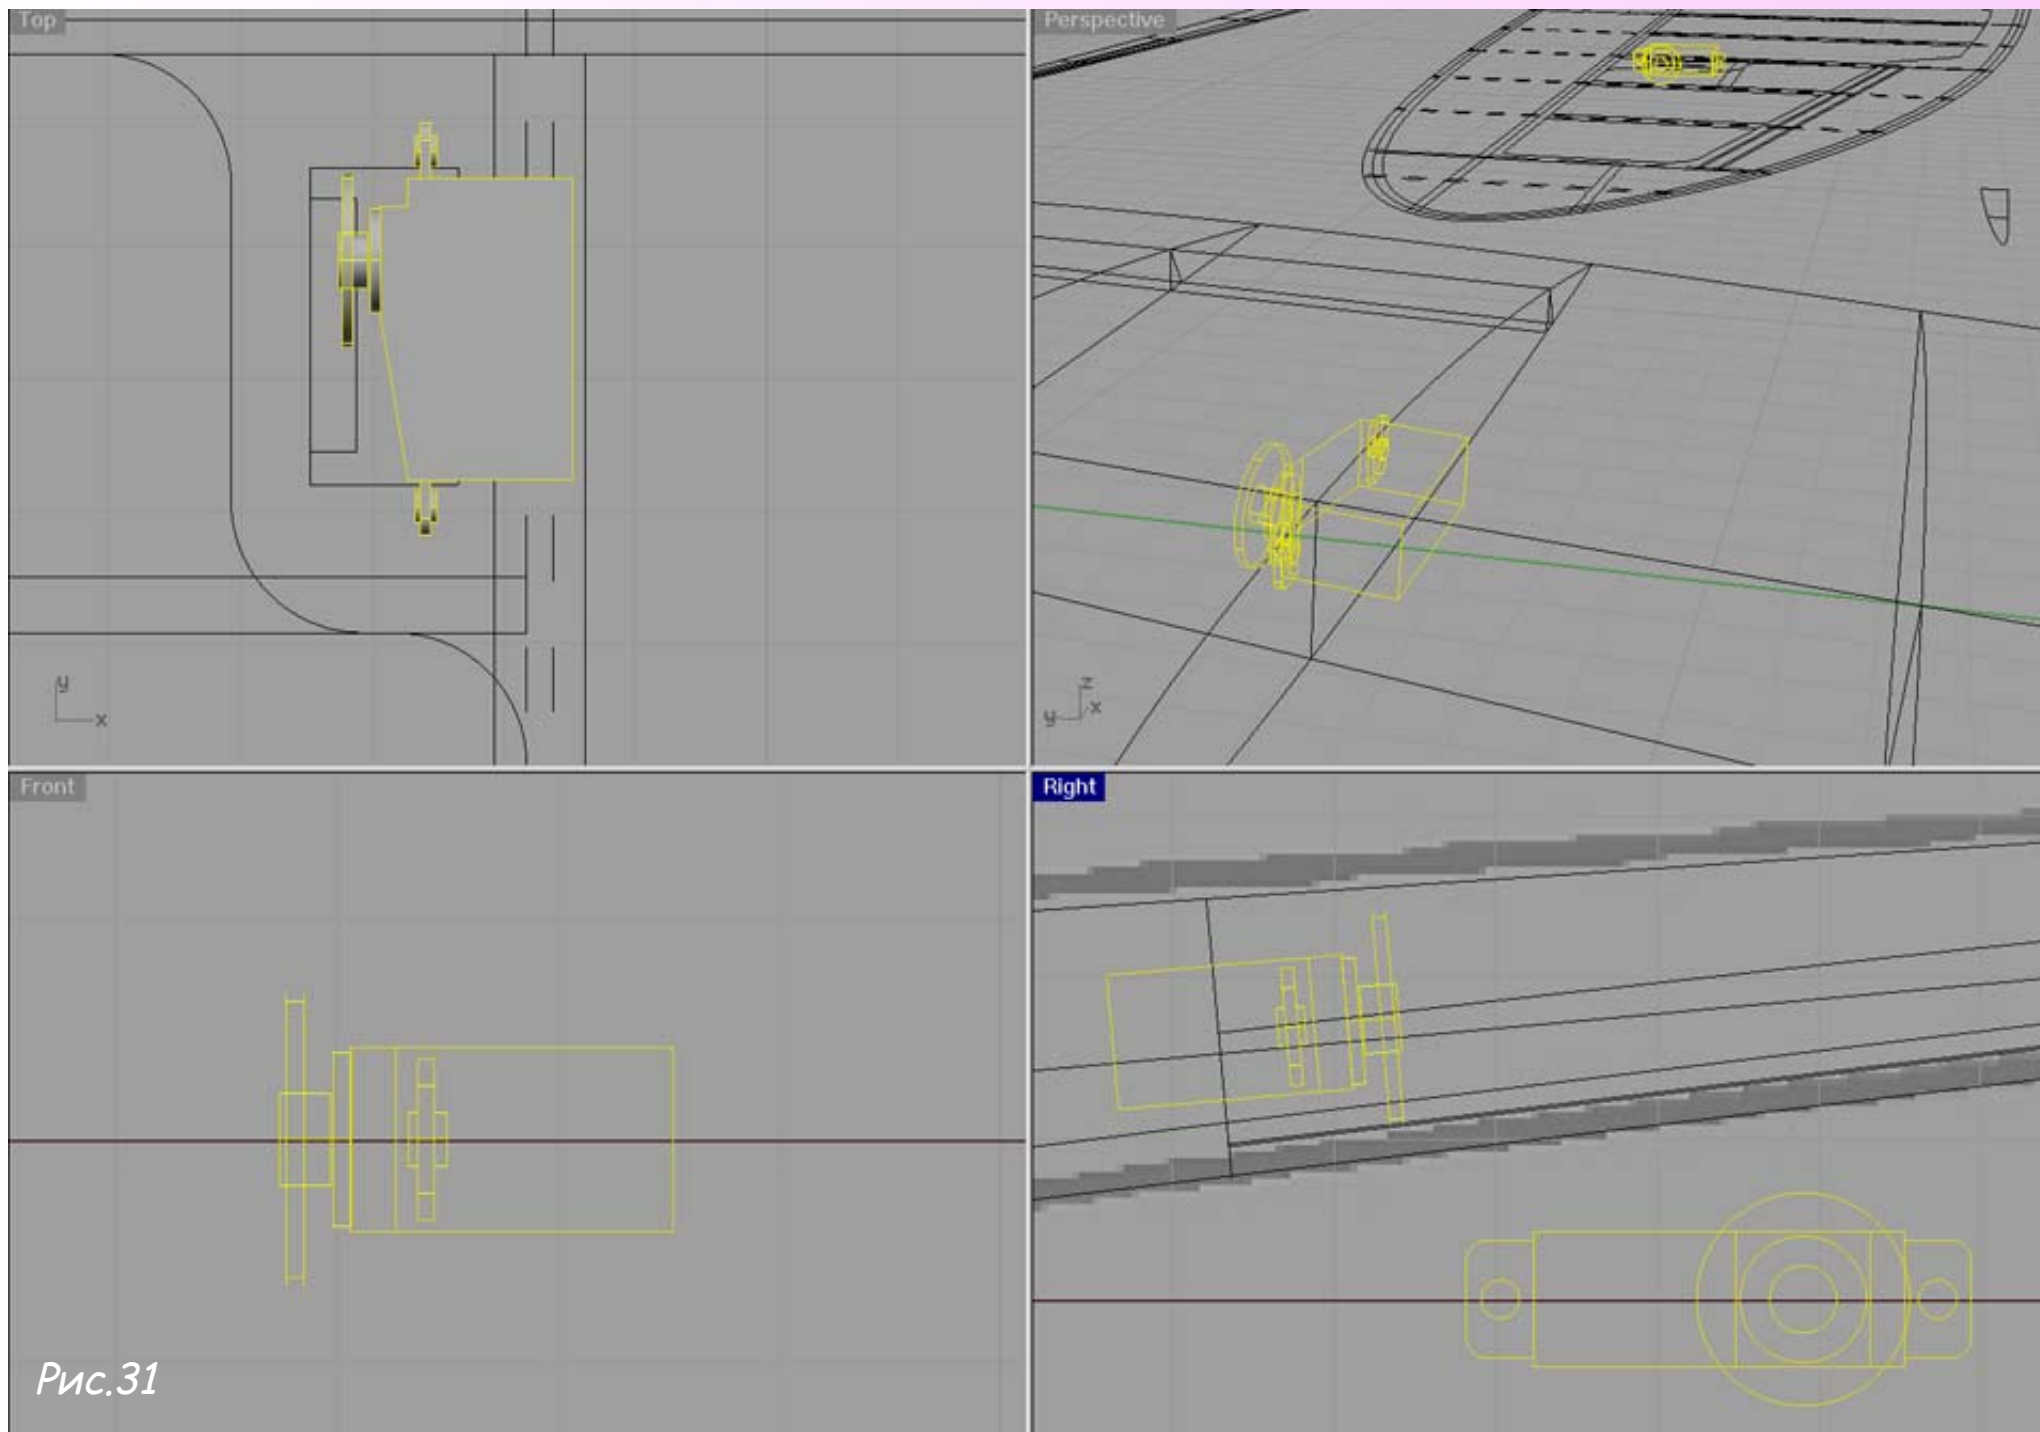 Top
Perspective
y
x
z
y
x
Front
Right
Рис.31